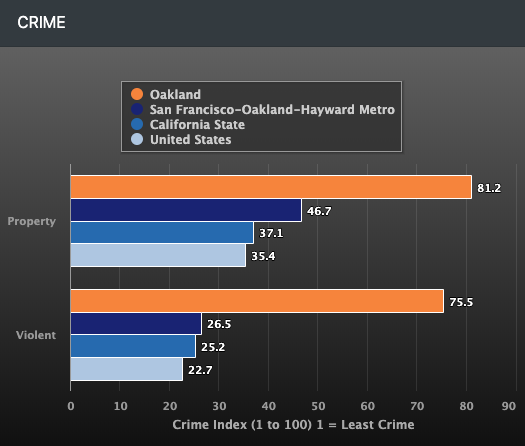 CRIME
Oakland
San Francisco-Oakland-Hayward Metro
California State
United States
Property
81.2
46.7
37.1
35.4
Violent
75.5
26.5
25.2
22.7
0 10 20 30 40 50 60 70 80 90
Crime Index (1 to 100) 1 = Least Crime